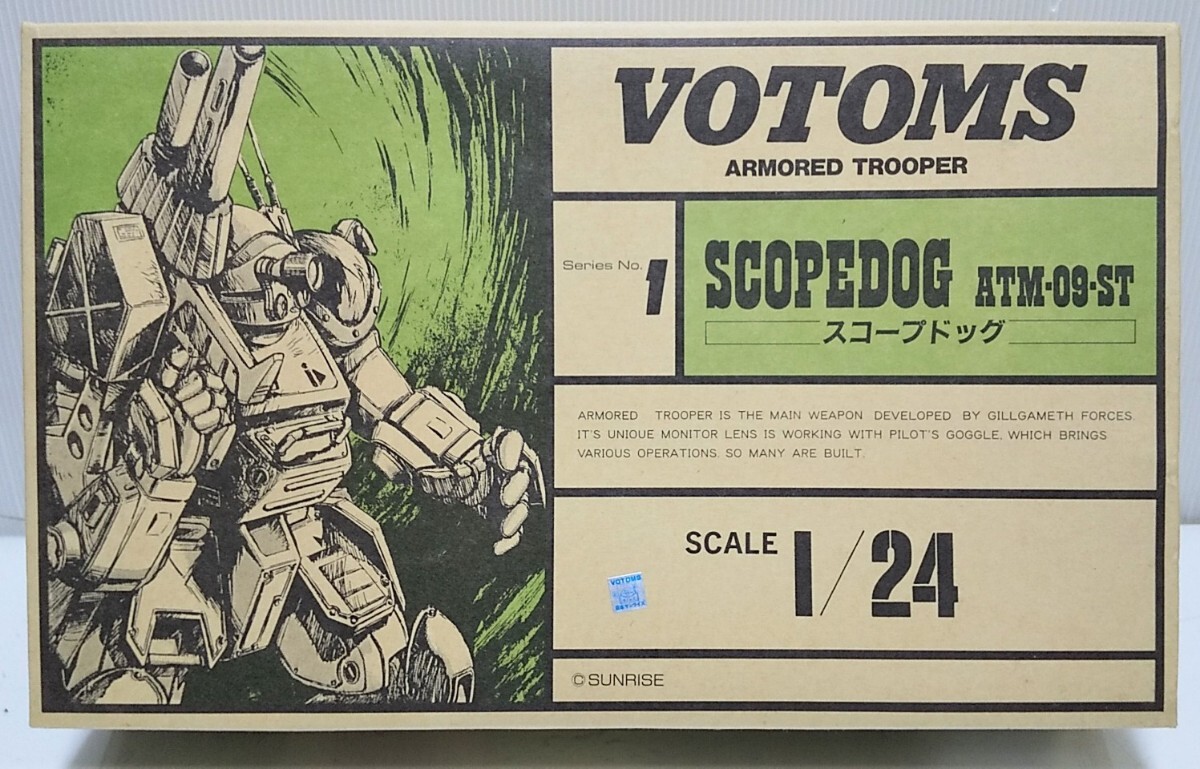 VOTOMS
ARMORED TROOPER
Series No. 1
SCOPEDOG ATM-09-ST
スコープドッグ
ARMORED TROOPER IS THE MAIN WEAPON DEVELOPED BY GILLGAMETH FORCES.
IT'S UNIOUE MONITOR LENS IS WORKING WITH PILOT'S GOGGLE, WHICH BRINGS
VARIOUS OPERATIONS. SO MANY ARE BUILT.
SCALE 1/24
VOTOMS
©SUNRISE